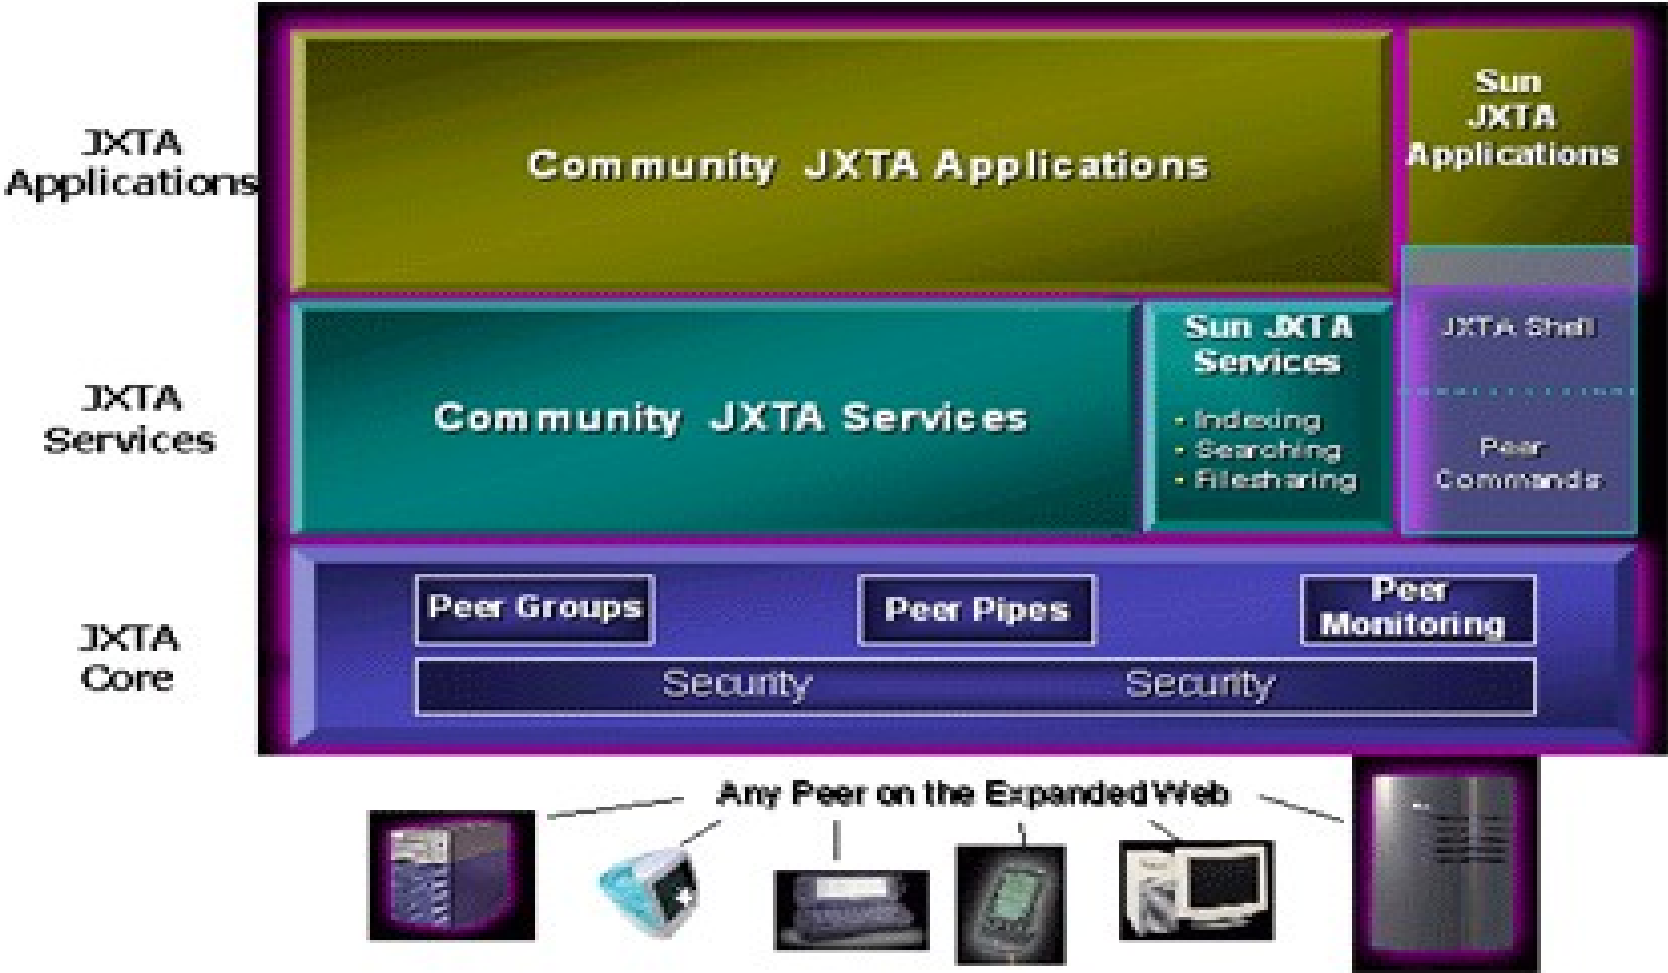 JXTA
Applications
Community JXTA Applications
Sun
JXTA
Applications
JXTA
Services
Community JXTA Services
Sun JXTA
Services
• Indexing
• Searching
• Filesharing
JXTA Shell
Peer
Commands
JXTA
Core
Peer Groups
Peer Pipes
Peer
Monitoring
Security
Security
Any Peer on the Expanded Web